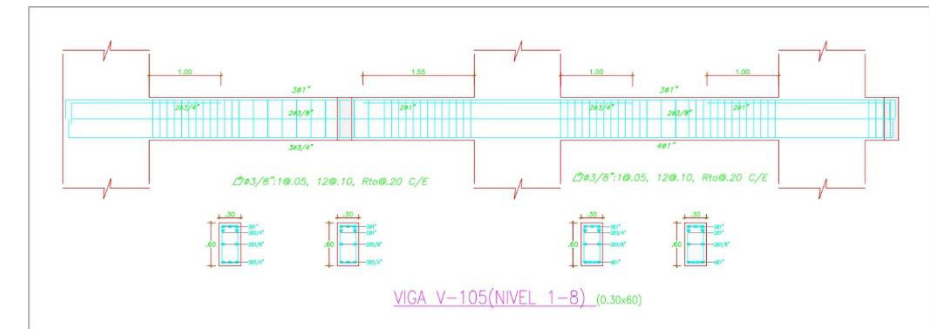 1.00 1.55 1.00 1.00
3Ø1" 3Ø1"
2Ø3/4" 2Ø1" 2Ø3/4" 2Ø1"
2Ø3/8" 2Ø3/8"
3Ø3/4" 4Ø1"
Ø3/8":1@.05, 12@.10, Rto@.20 C/E Ø3/8":1@.05, 12@.10, Rto@.20 C/E
.30 .30 .30 .30
.60 .60 .60 .60
VIGA V-105(NIVEL 1-8) (0.30x60)